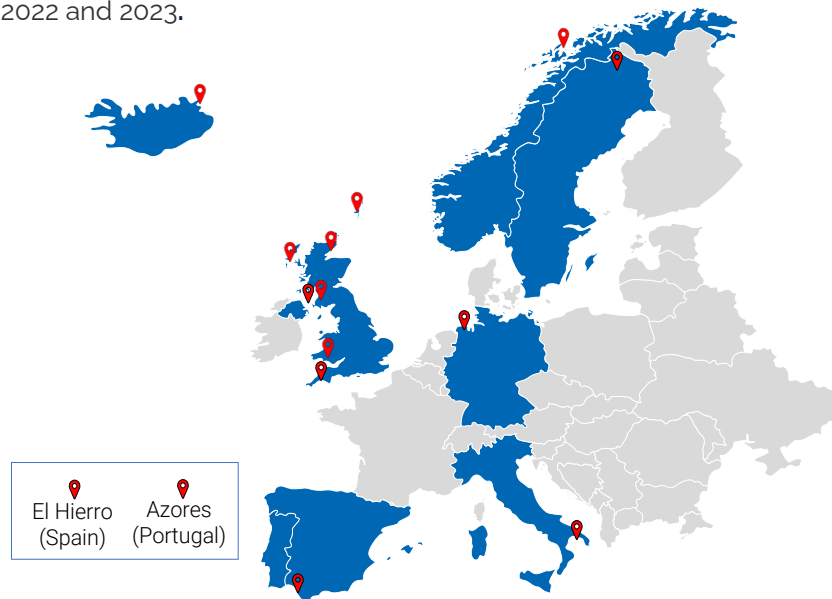 2022 and 2023.
El Hierro
(Spain)
Azores
(Portugal)